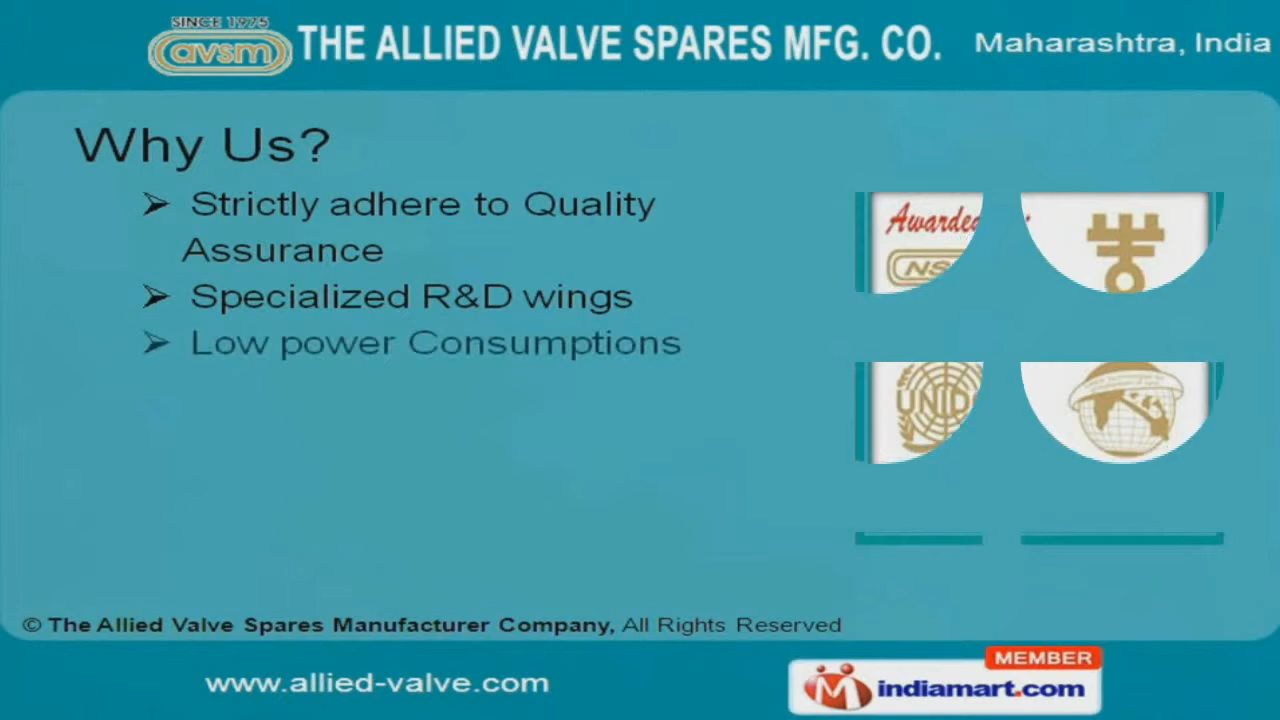 SINCE 1975
avsm
THE ALLIED VALVE SPARES MFG. CO.
Maharashtra, India
Why Us?
➢ Strictly adhere to Quality
Assurance
➢ Specialized R&D wings
➢ Low power Consumptions
© The Allied Valve Spares Manufacturer Company, All Rights Reserved
www.allied-valve.com
MEMBER
indiamart.com